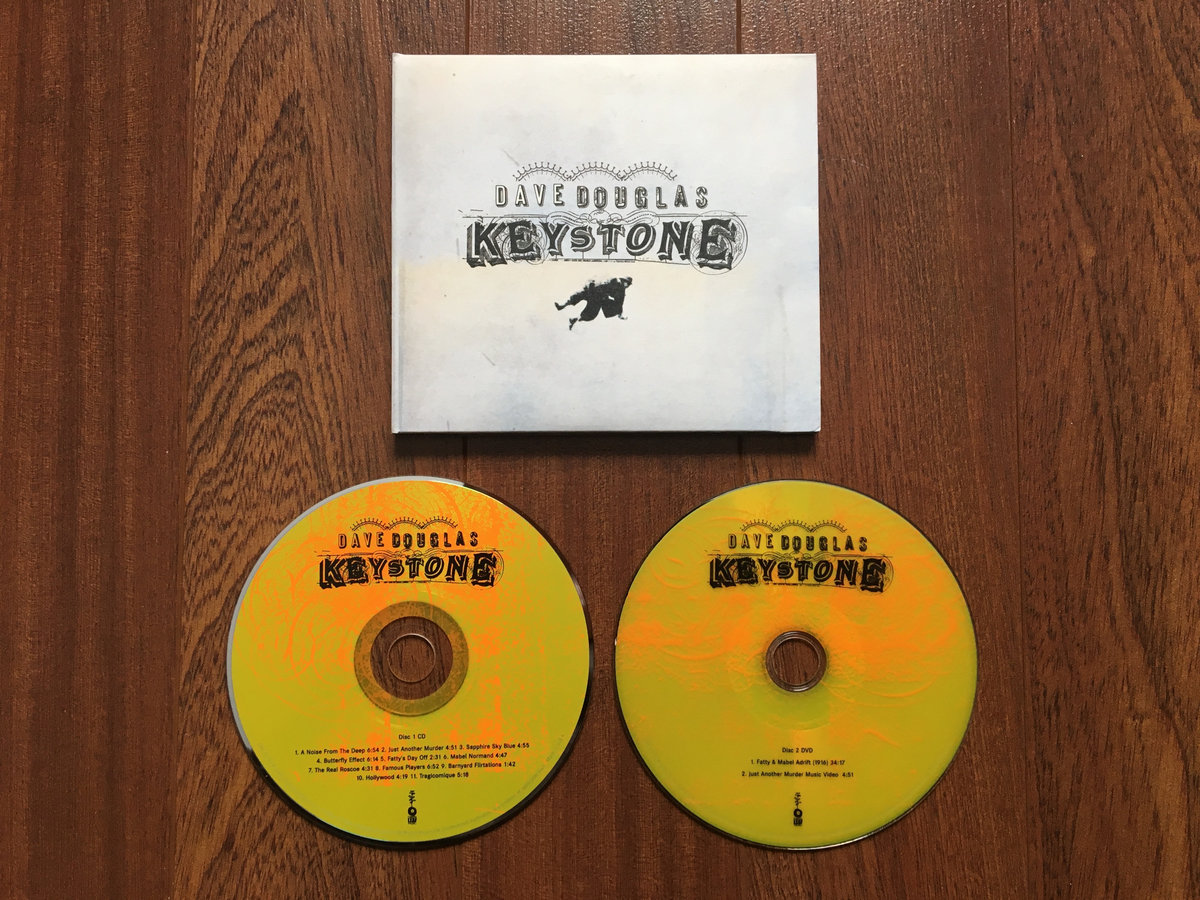 DAVE DOUGLAS
KEYSTONE
DAVE DOUGLAS
KEYSTONE
Disc 1 CD
1. A Noise From The Deep 6:54 2. Just Another Murder 4:51 3. Sapphire Sky Blue 4:55
4. Butterfly Effect 6:14 5. Fatty's Day Off 2:31 6. Mabel Normand 4:47
7. The Real Roscoe 4:31 8. Famous Players 6:52 9. Barnyard Flirtations 1:42
10. Hollywood 4:19 11. Tragicomique 5:18
DAVE DOUGLAS
KEYSTONE
Disc 2 DVD
1. Fatty & Mabel Adrift (1916) 34:17
2. Just Another Murder Music Video 4:51